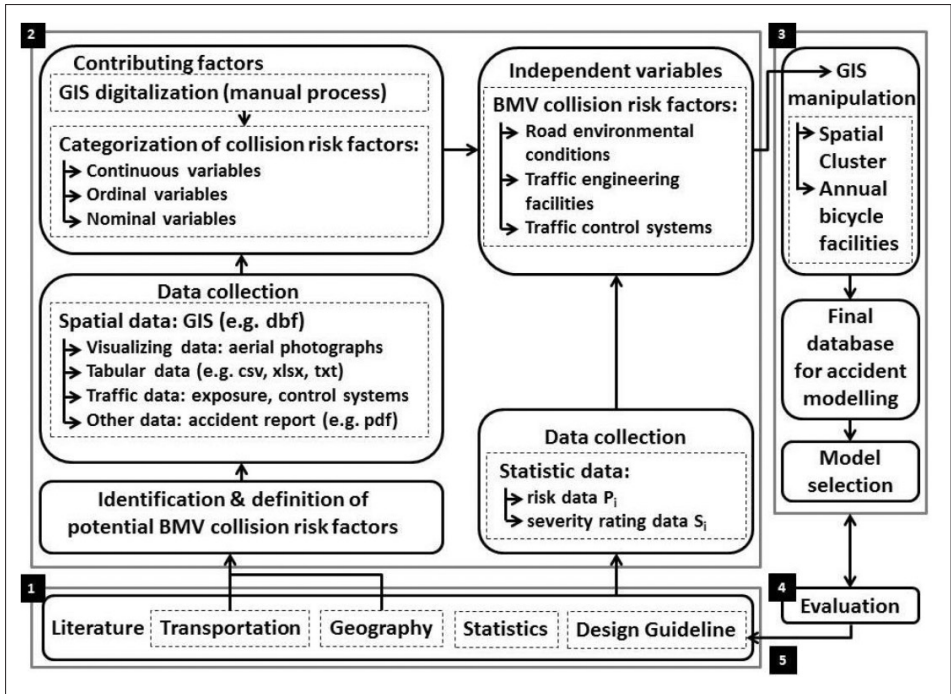 2
Contributing factors
GIS digitalization (manual process)
Categorization of collision risk factors:
Continuous variables
Ordinal variables
Nominal variables
Data collection
Spatial data: GIS (e.g. dbf)
Visualizing data: aerial photographs
Tabular data (e.g. csv, xlsx, txt)
Traffic data: exposure, control systems
Other data: accident report (e.g. pdf)
Identification & definition of
potential BMV collision risk factors
Independent variables
BMV collision risk factors:
Road environmental
conditions
Traffic engineering
facilities
Traffic control systems
Data collection
Statistic data:
risk data Pi
severity rating data Si
3
GIS
manipulation
Spatial
Cluster
Annual
bicycle
facilities
Final
database
for accident
modelling
Model
selection
1
Literature
Transportation
Geography
Statistics
Design Guideline
4
Evaluation
5